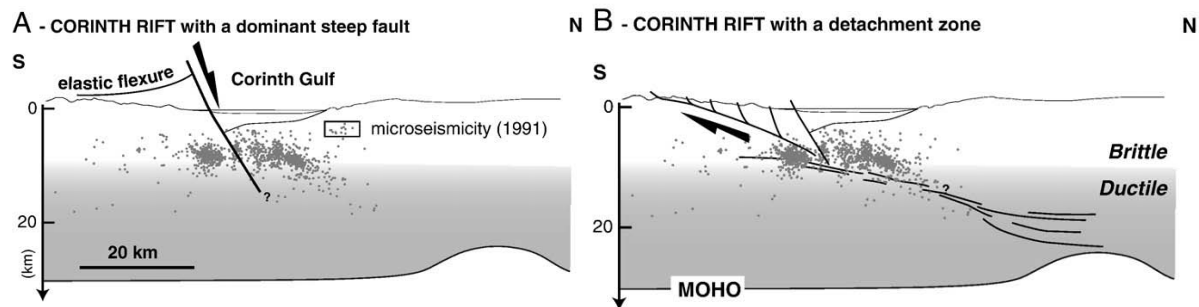 A - CORINTH RIFT with a dominant steep fault
N
S
elastic flexure
Corinth Gulf
0
microseismicity (1991)
?
20
(km)
20 km
B - CORINTH RIFT with a detachment zone
N
S
0
Brittle
Ductile
?
20
MOHO